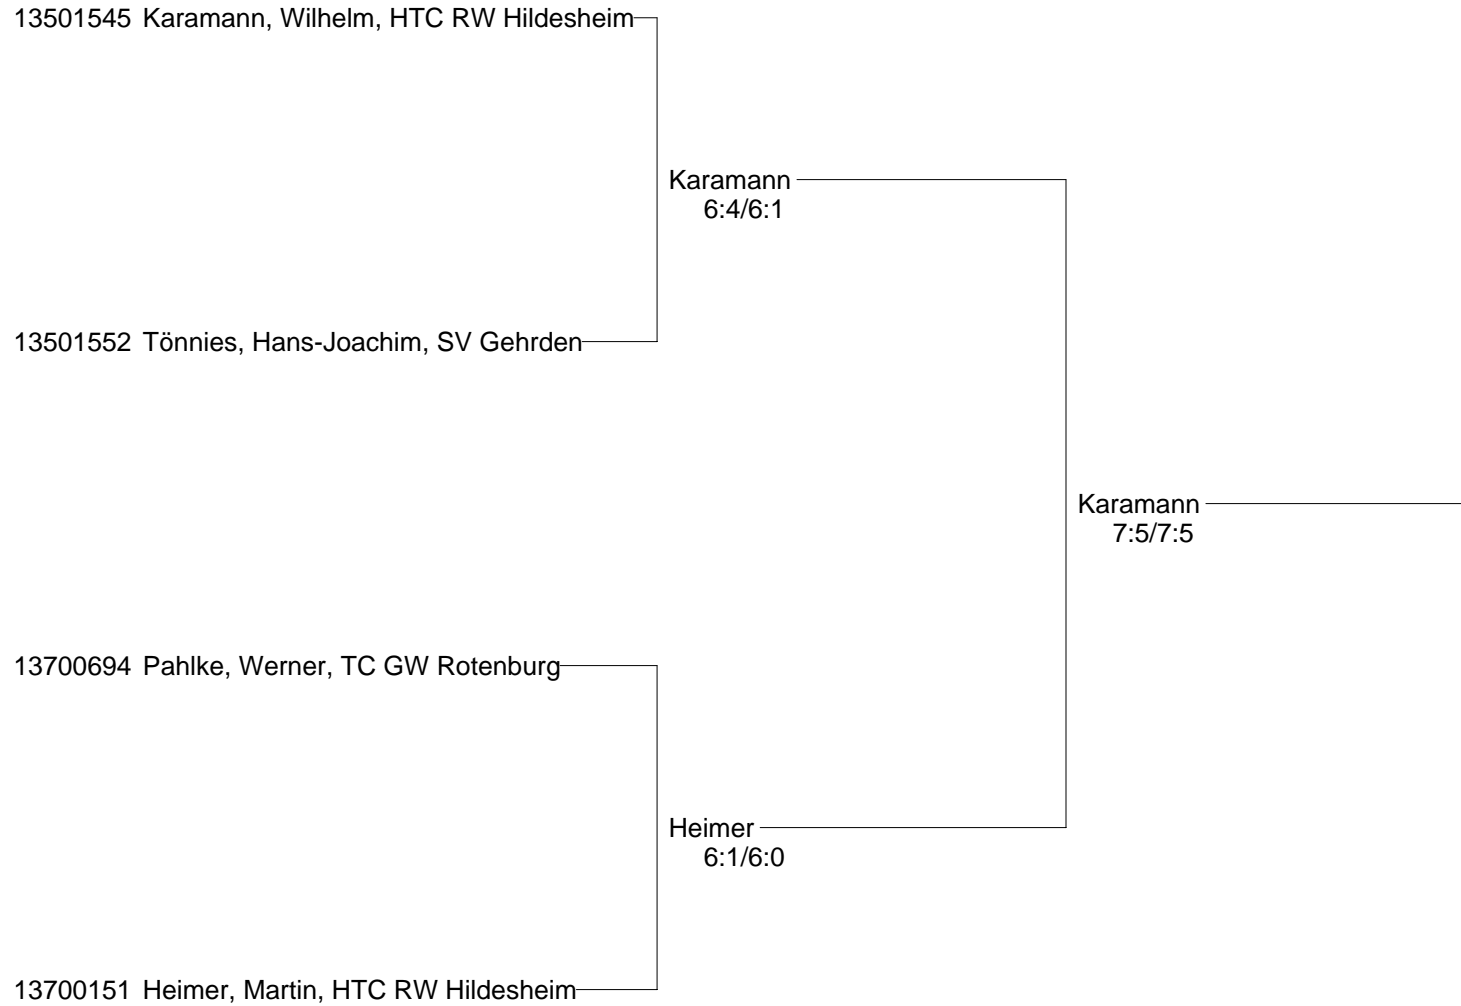 13501545 Karamann, Wilhelm, HTC RW Hildesheim
Karamann
6:4/6:1
13501552 Tönnies, Hans-Joachim, SV Gehrden
Karamann
7:5/7:5
13700694 Pahlke, Werner, TC GW Rotenburg
Heimer
6:1/6:0
13700151 Heimer, Martin, HTC RW Hildesheim